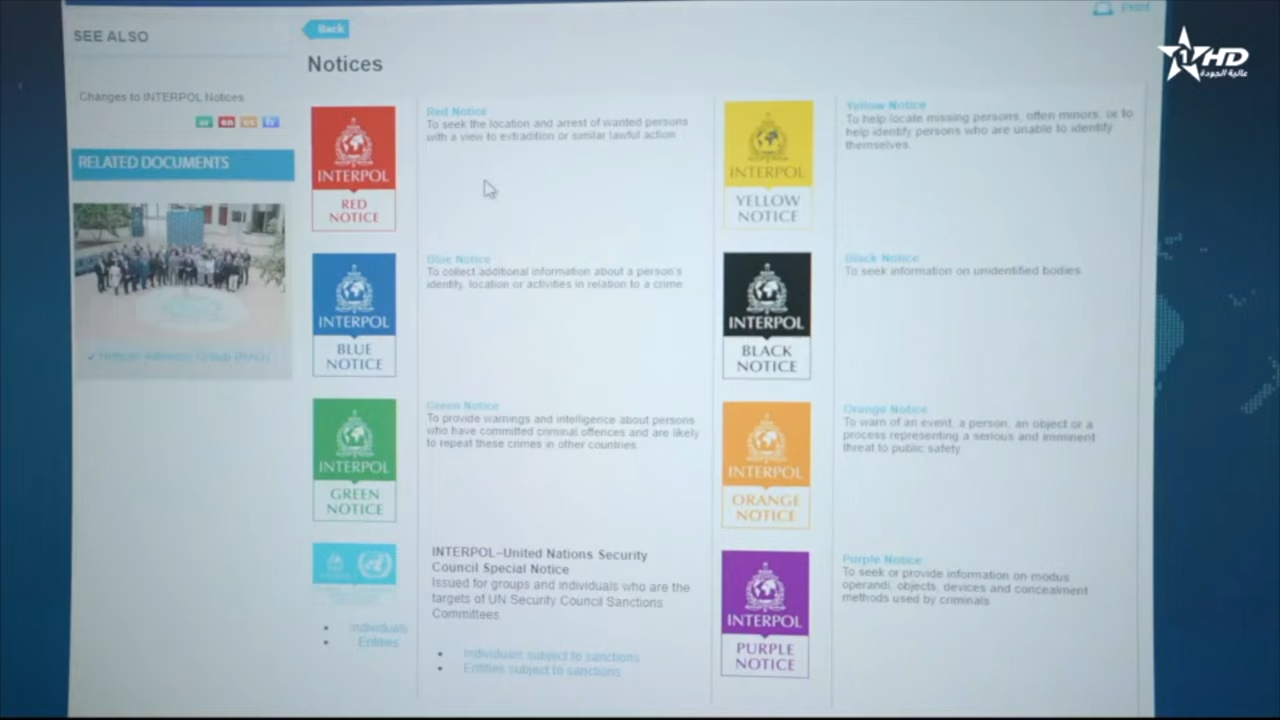 SEE ALSO
Changes to INTERPOL Notices
ar en es fr
RELATED DOCUMENTS
Back
Print
Notices
INTERPOL
RED
NOTICE
Red Notice
To seek the location and arrest of wanted persons
with a view to extradition or similar lawful action
INTERPOL
YELLOW
NOTICE
Yellow Notice
To help locate missing persons, often minors, or to
help identify persons who are unable to identify
themselves.
INTERPOL
BLUE
NOTICE
Blue Notice
To collect additional information about a person's
identity, location or activities in relation to a crime
INTERPOL
BLACK
NOTICE
Black Notice
To seek information on unidentified bodies.
INTERPOL
GREEN
NOTICE
Green Notice
To provide warnings and intelligence about persons
who have committed criminal offences and are likely
to repeat these crimes in other countries.
INTERPOL
ORANGE
NOTICE
Orange Notice
To warn of an event, a person, an object or a
process representing a serious and imminent
threat to public safety.
Individuals
Entities
INTERPOL–United Nations Security
Council Special Notice
Issued for groups and individuals who are the
targets of UN Security Council Sanctions
Committees.
Individuals subject to sanctions
Entities subject to sanctions
INTERPOL
PURPLE
NOTICE
Purple Notice
To seek or provide information on modus
operandi, objects, devices and concealment
methods used by criminals.
1 HD
عالية الجودة